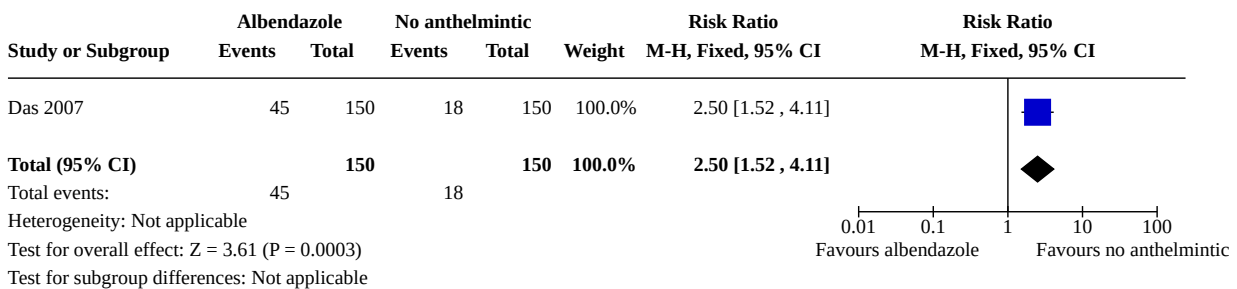 Albendazole No anthelmintic Risk Ratio Risk Ratio
Study or Subgroup Events Total Events Total Weight M-H, Fixed, 95% CI M-H, Fixed, 95% CI
Das 2007 45 150 18 150 100.0% 2.50 [1.52 , 4.11]
Total (95% CI) 150 150 100.0% 2.50 [1.52 , 4.11]
Total events: 45 18
Heterogeneity: Not applicable
0.01 0.1 1 10 100
Test for overall effect: Z = 3.61 (P = 0.0003)
Favours albendazole Favours no anthelmintic
Test for subgroup differences: Not applicable